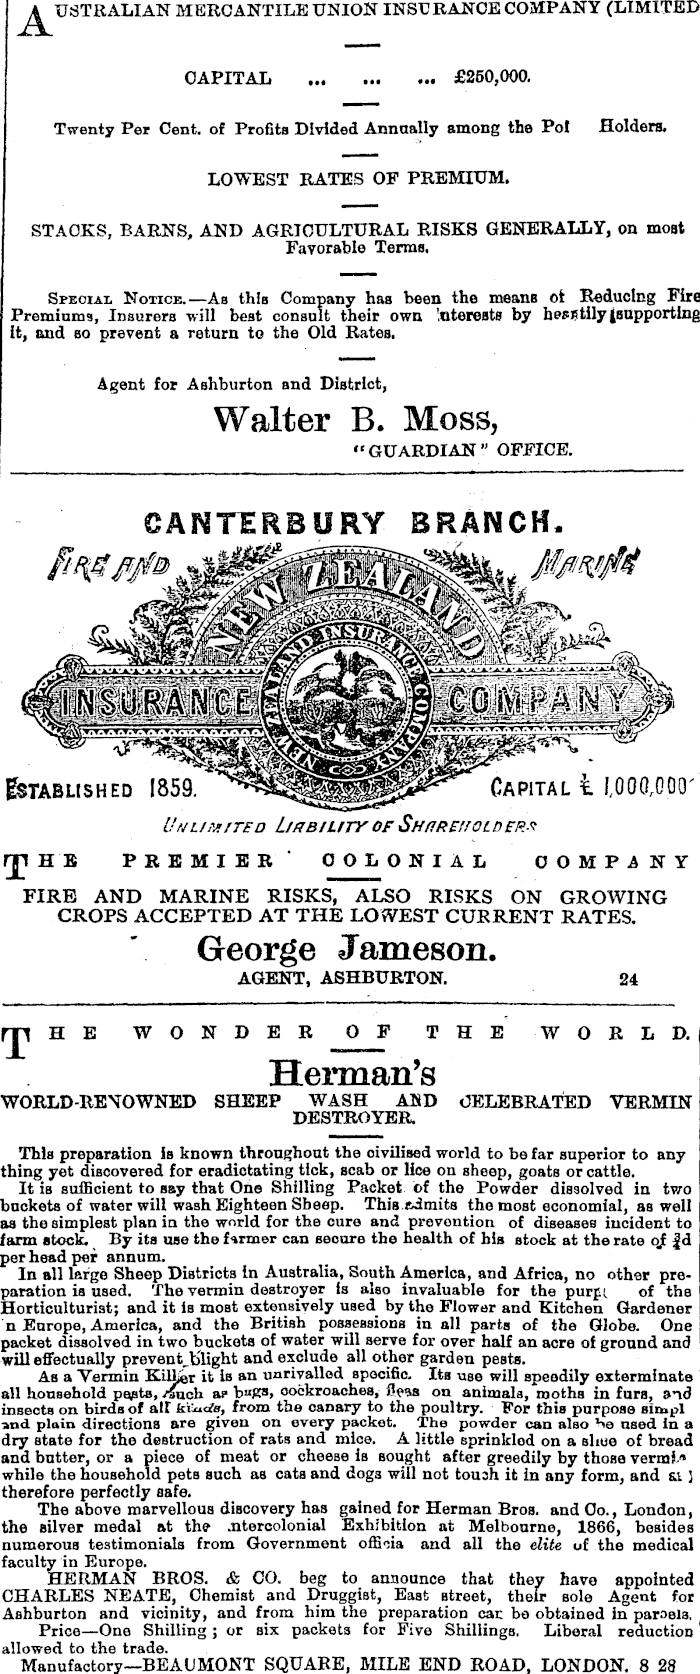 AUSTRALIAN MERCANTILE UNION INSURANCE COMPANY (LIMITED
CAPITAL ... ... ... £250,000.
Twenty Per Cent. of Profits Divided Annually among the Pol Holders.
LOWEST RATES OF PREMIUM.
STACKS, BARNS, AND AGRICULTURAL RISKS GENERALLY, on most
Favorable Terms.
SPECIAL NOTICE.—As this Company has been the means of Reducing Fire
Premiums, Insurers will best consult their own nterests by heartily supporting
it, and so prevent a return to the Old Rates.
Agent for Ashburton and District,
Walter B. Moss,
"GUARDIAN" OFFICE.
CANTERBURY BRANCH.
FIRE AND MARINE
NEW ZEALAND
INSURANCE COMPANY
NEW ZEALAND INSURANCE COMPANY
ESTABLISHED 1859. CAPITAL £ 1,000,000
UNLIMITED LIABILITY OF SHAREHOLDERS
THE PREMIER COLONIAL COMPANY
FIRE AND MARINE RISKS, ALSO RISKS ON GROWING
CROPS ACCEPTED AT THE LOWEST CURRENT RATES.
George Jameson.
AGENT, ASHBURTON. 24
THE WONDER OF THE WORLD.
Herman's
WORLD-RENOWNED SHEEP WASH AND CELEBRATED VERMIN
DESTROYER.
This preparation is known throughout the civilised world to be far superior to any
thing yet discovered for eradictating tick, scab or lice on sheep, goats or cattle.
It is sufficient to say that One Shilling Packet of the Powder dissolved in two
buckets of water will wash Eighteen Sheep. This admits the most economial, as well
as the simplest plan in the world for the cure and prevention of diseases incident to
farm stock. By its use the farmer can secure the health of his stock at the rate of ¾d
per head per annum.
In all large Sheep Districts in Australia, South America, and Africa, no other pre-
paration is used. The vermin destroyer is also invaluable for the purp of the
Horticulturist; and it is most extensively used by the Flower and Kitchen Gardener
n Europe, America, and the British possessions in all parts of the Globe. One
packet dissolved in two buckets of water will serve for over half an acre of ground and
will effectually prevent blight and exclude all other garden pests.
As a Vermin Killer it is an unrivalled specific. Its use will speedily exterminate
all household pests, such as bugs, cockroaches, fleas on animals, moths in furs, and
insects on birds of all kinds, from the canary to the poultry. For this purpose simpl
and plain directions are given on every packet. The powder can also be used in a
dry state for the destruction of rats and mice. A little sprinkled on a slice of bread
and butter, or a piece of meat or cheese is sought after greedily by those vermin
while the household pets such as cats and dogs will not touch it in any form, and
therefore perfectly safe.
The above marvellous discovery has gained for Herman Bros. and Co., London,
the silver medal at the ntercolonial Exhibition at Melbourne, 1866, besides
numerous testimonials from Government officia and all the elite of the medical
faculty in Europe.
HERMAN BROS. & CO. beg to announce that they have appointed
CHARLES NEATE, Chemist and Druggist, East street, their sole Agent for
Ashburton and vicinity, and from him the preparation can be obtained in parcels.
Price—One Shilling; or six packets for Five Shillings. Liberal reduction
allowed to the trade.
Manufactory—BEAUMONT SQUARE, MILE END ROAD, LONDON. 8 28